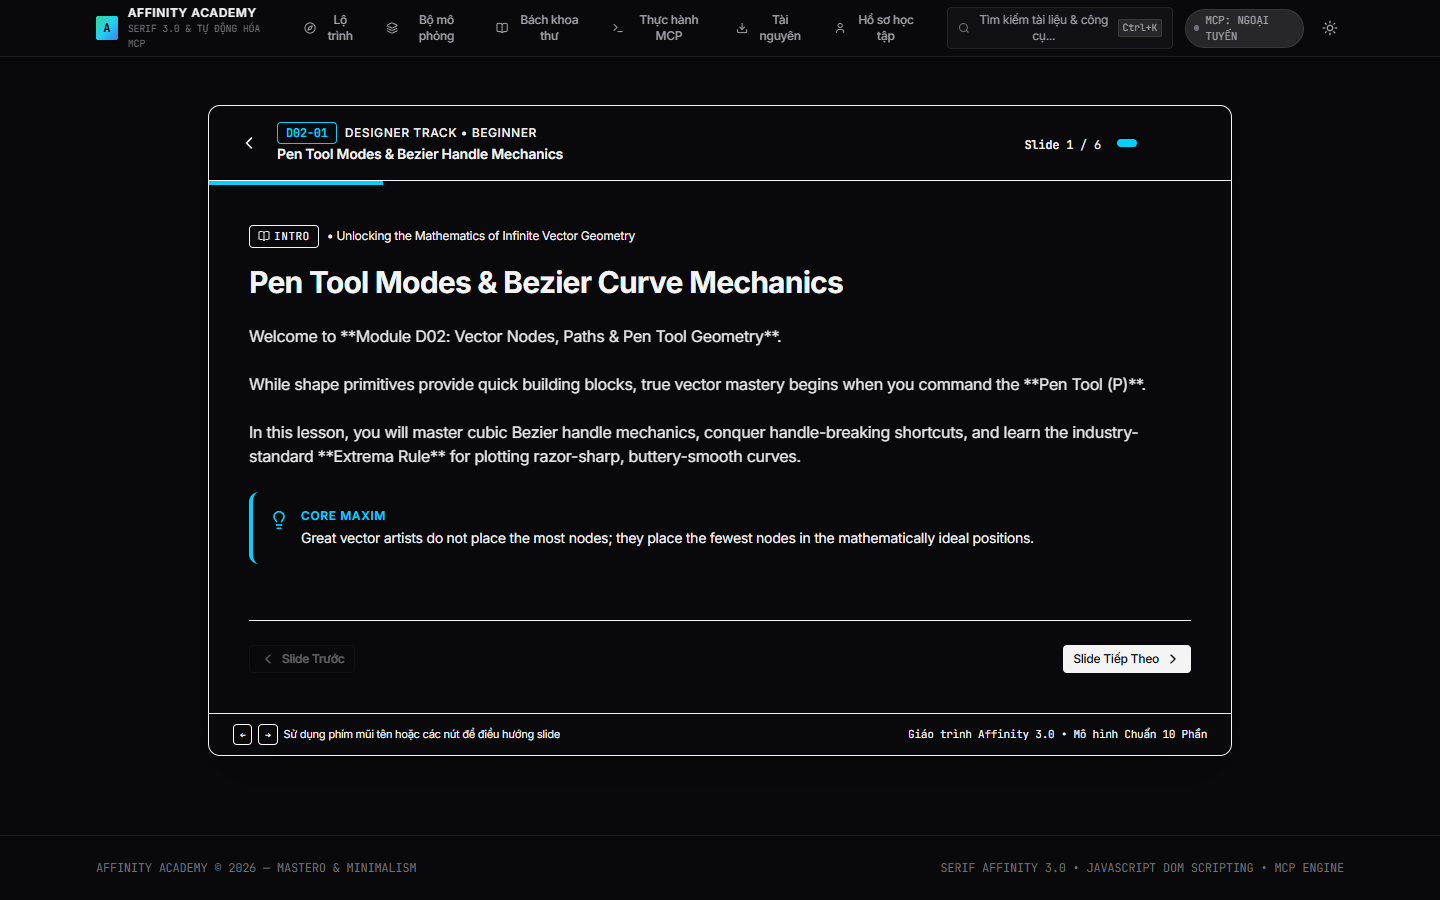 A
AFFINITY ACADEMY
SERIF 3.0 & TỰ ĐỘNG HÓA
MCP
Lộ
trình
Bộ mô
phỏng
Bách khoa
thư
Thực hành
MCP
Tài
nguyên
Hồ sơ học
tập
Tìm kiếm tài liệu & công
cụ...
Ctrl+K
MCP: NGOẠI
TUYẾN
D02-01 DESIGNER TRACK • BEGINNER
Pen Tool Modes & Bezier Handle Mechanics
Slide 1 / 6
INTRO • Unlocking the Mathematics of Infinite Vector Geometry
Pen Tool Modes & Bezier Curve Mechanics
Welcome to **Module D02: Vector Nodes, Paths & Pen Tool Geometry**.
While shape primitives provide quick building blocks, true vector mastery begins when you command the **Pen Tool (P)**.
In this lesson, you will master cubic Bezier handle mechanics, conquer handle-breaking shortcuts, and learn the industry-
standard **Extrema Rule** for plotting razor-sharp, buttery-smooth curves.
CORE MAXIM
Great vector artists do not place the most nodes; they place the fewest nodes in the mathematically ideal positions.
Slide Trước
Slide Tiếp Theo
← → Sử dụng phím mũi tên hoặc các nút để điều hướng slide
Giáo trình Affinity 3.0 • Mô hình Chuẩn 10 Phần
AFFINITY ACADEMY © 2026 — MASTERO & MINIMALISM
SERIF AFFINITY 3.0 • JAVASCRIPT DOM SCRIPTING • MCP ENGINE